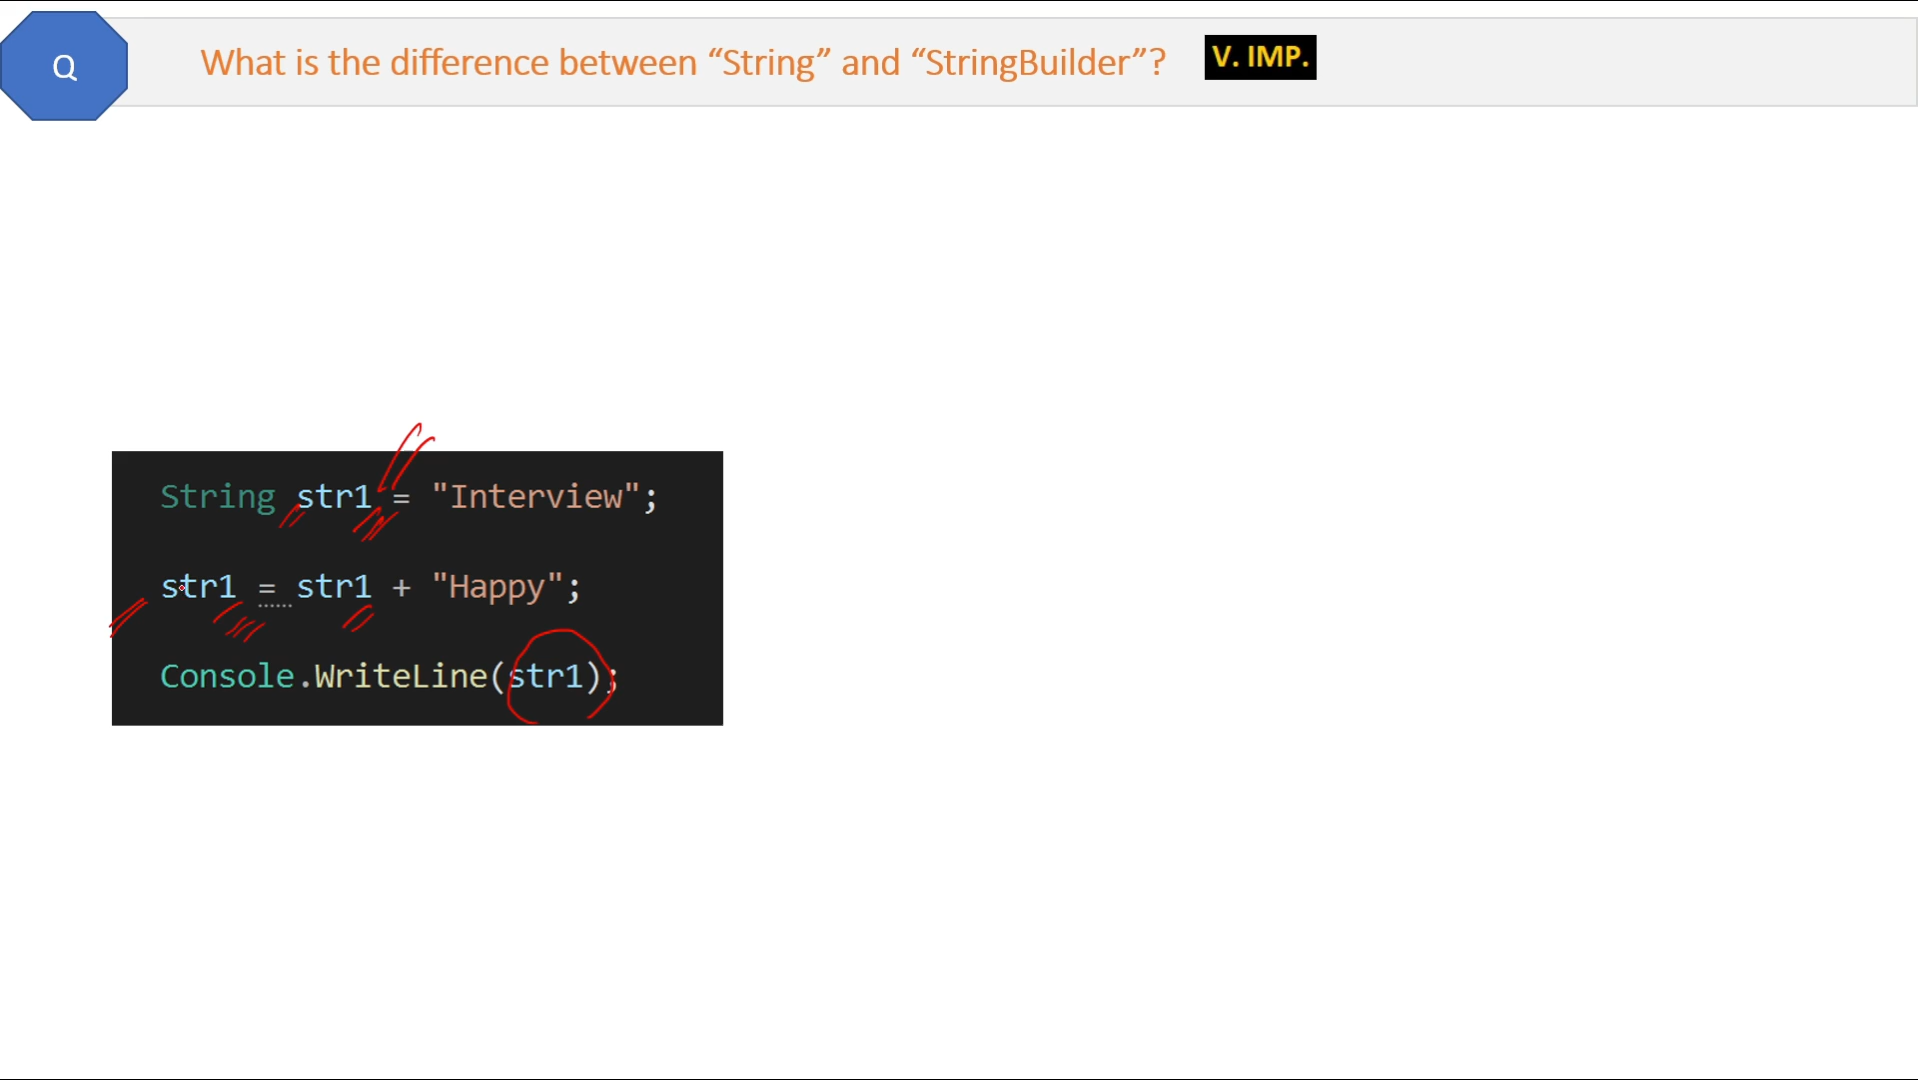 Q
What is the difference between “String” and “StringBuilder”?
V. IMP.
String str1 = "Interview";
str1 = str1 + "Happy";
Console.WriteLine(str1);